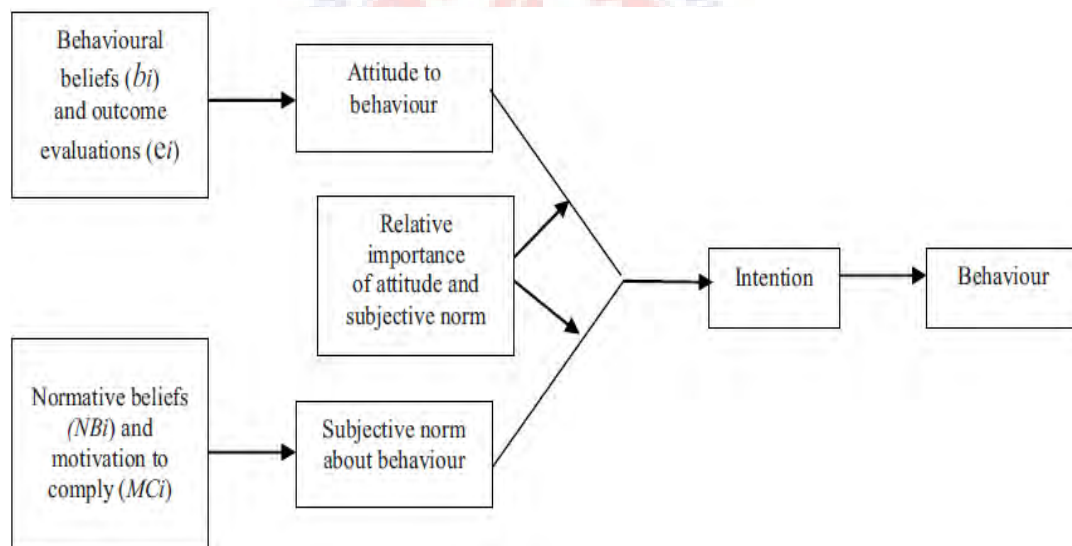 Behavioural
beliefs (bi)
and outcome
evaluations (ei)
Attitude to
behaviour
Relative
importance
of attitude and
subjective norm
Intention
Behaviour
Normative beliefs
(NBi) and
motivation to
comply (MCi)
Subjective norm
about behaviour